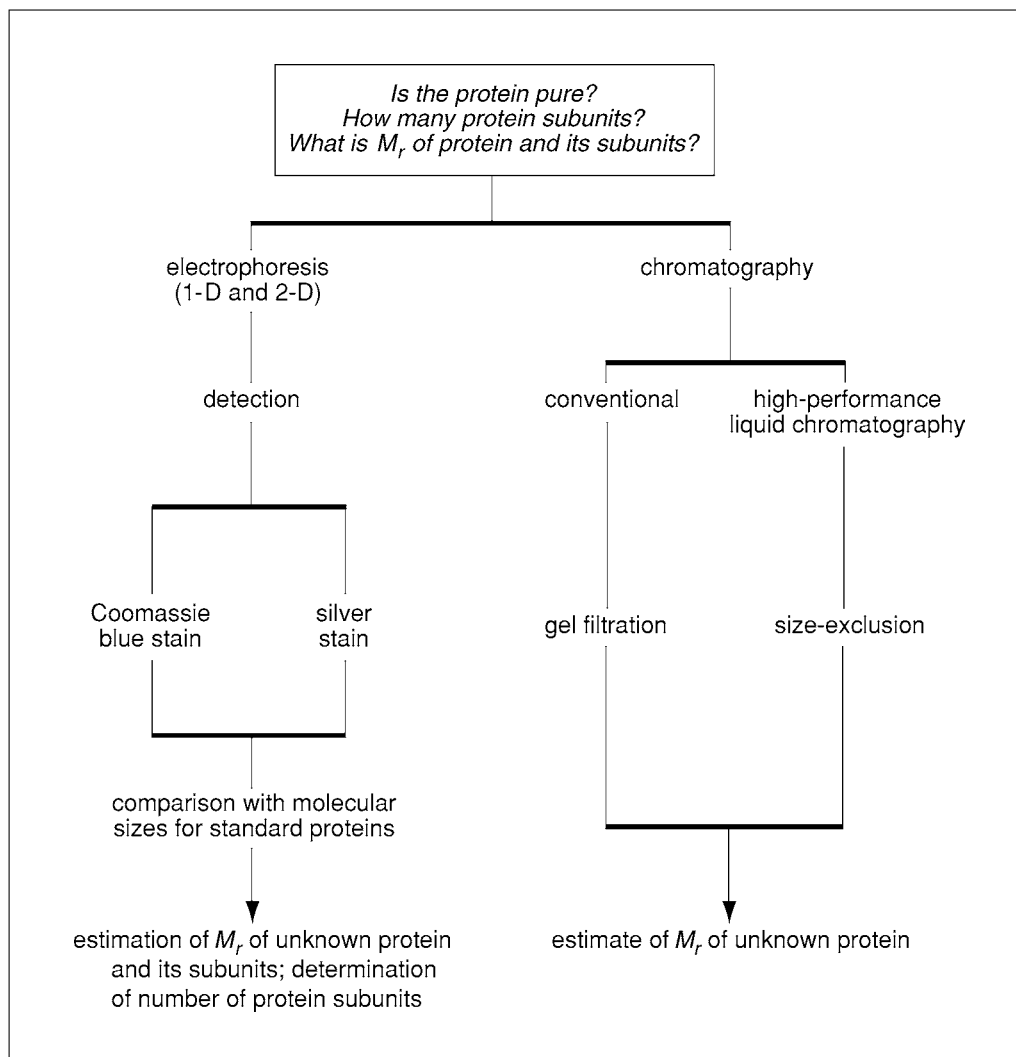 Is the protein pure?
How many protein subunits?
What is Mr of protein and its subunits?
electrophoresis
(1-D and 2-D)
chromatography
detection
conventional
high-performance
liquid chromatography
Coomassie
blue stain
silver
stain
gel filtration
size-exclusion
comparison with molecular
sizes for standard proteins
estimation of Mr of unknown protein
and its subunits; determination
of number of protein subunits
estimate of Mr of unknown protein